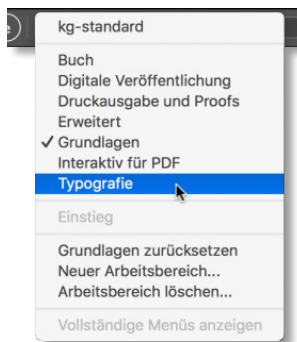 kg-standard
Buch
Digitale Veröffentlichung
Druckausgabe und Proofs
Erweitert
✓ Grundlagen
Interaktiv für PDF
Typografie
Einstieg
Grundlagen zurücksetzen
Neuer Arbeitsbereich...
Arbeitsbereich löschen...
Vollständige Menüs anzeigen